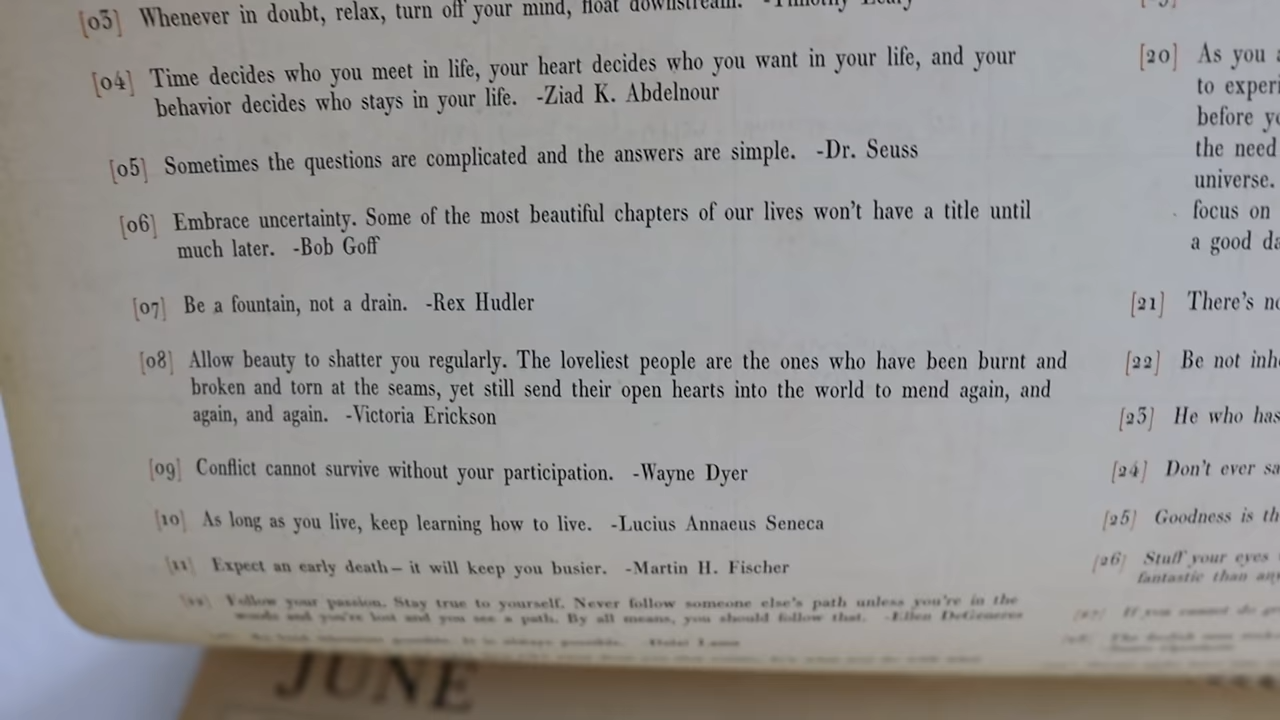 [03] Whenever in doubt, relax, turn off your mind, float downstream. -Timothy Leary
[04] Time decides who you meet in life, your heart decides who you want in your life, and your
behavior decides who stays in your life. -Ziad K. Abdelnour
[05] Sometimes the questions are complicated and the answers are simple. -Dr. Seuss
[06] Embrace uncertainty. Some of the most beautiful chapters of our lives won't have a title until
much later. -Bob Goff
[07] Be a fountain, not a drain. -Rex Hudler
[08] Allow beauty to shatter you regularly. The loveliest people are the ones who have been burnt and
broken and torn at the seams, yet still send their open hearts into the world to mend again, and
again, and again. -Victoria Erickson
[09] Conflict cannot survive without your participation. -Wayne Dyer
[10] As long as you live, keep learning how to live. -Lucius Annaeus Seneca
[11] Expect an early death – it will keep you busier. -Martin H. Fischer
[12] Follow your passion. Stay true to yourself. Never follow someone else's path unless you're in the
woods and you're lost and you see a path. By all means, you should follow that. -Ellen DeGeneres
[20] As you
to experi
before yo
the need
universe.
focus on
a good da
[21] There's no
[22] Be not inh
[23] He who has
[24] Don't ever sa
[25] Goodness is th
[26] Stuff your eyes
fantastic than any
[27] If you cannot do
JUNE